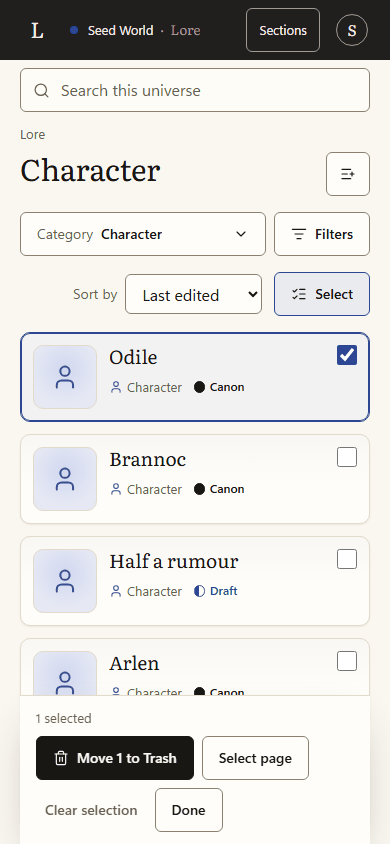 L Seed World · Lore Sections S
Search this universe
Lore
Character
Category Character Filters
Sort by Last edited Select
Odile
Character Canon
Brannoc
Character Canon
Half a rumour
Character Draft
Arlen
Character Canon
1 selected
Move 1 to Trash Select page
Clear selection Done